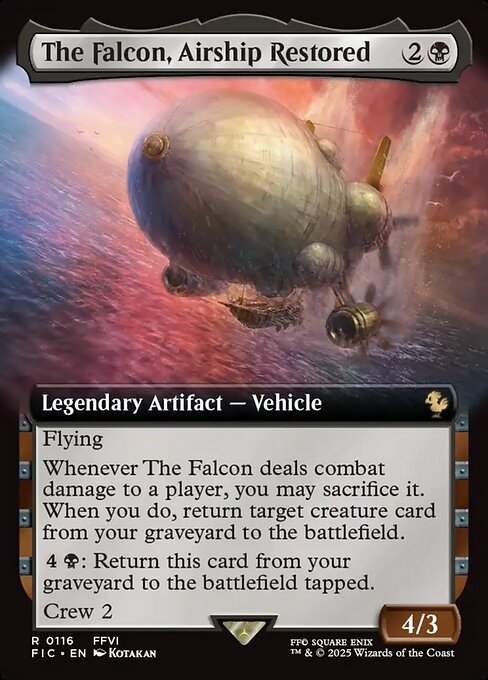 The Falcon, Airship Restored 2
Legendary Artifact — Vehicle
Flying
Whenever The Falcon deals combat
damage to a player, you may sacrifice it.
When you do, return target creature card
from your graveyard to the battlefield.
4 : Return this card from your
graveyard to the battlefield tapped.
Crew 2
4/3
R 0116 FFVI
FIC • EN KOTAKAN
FF© SQUARE ENIX
™ & © 2025 Wizards of the Coast